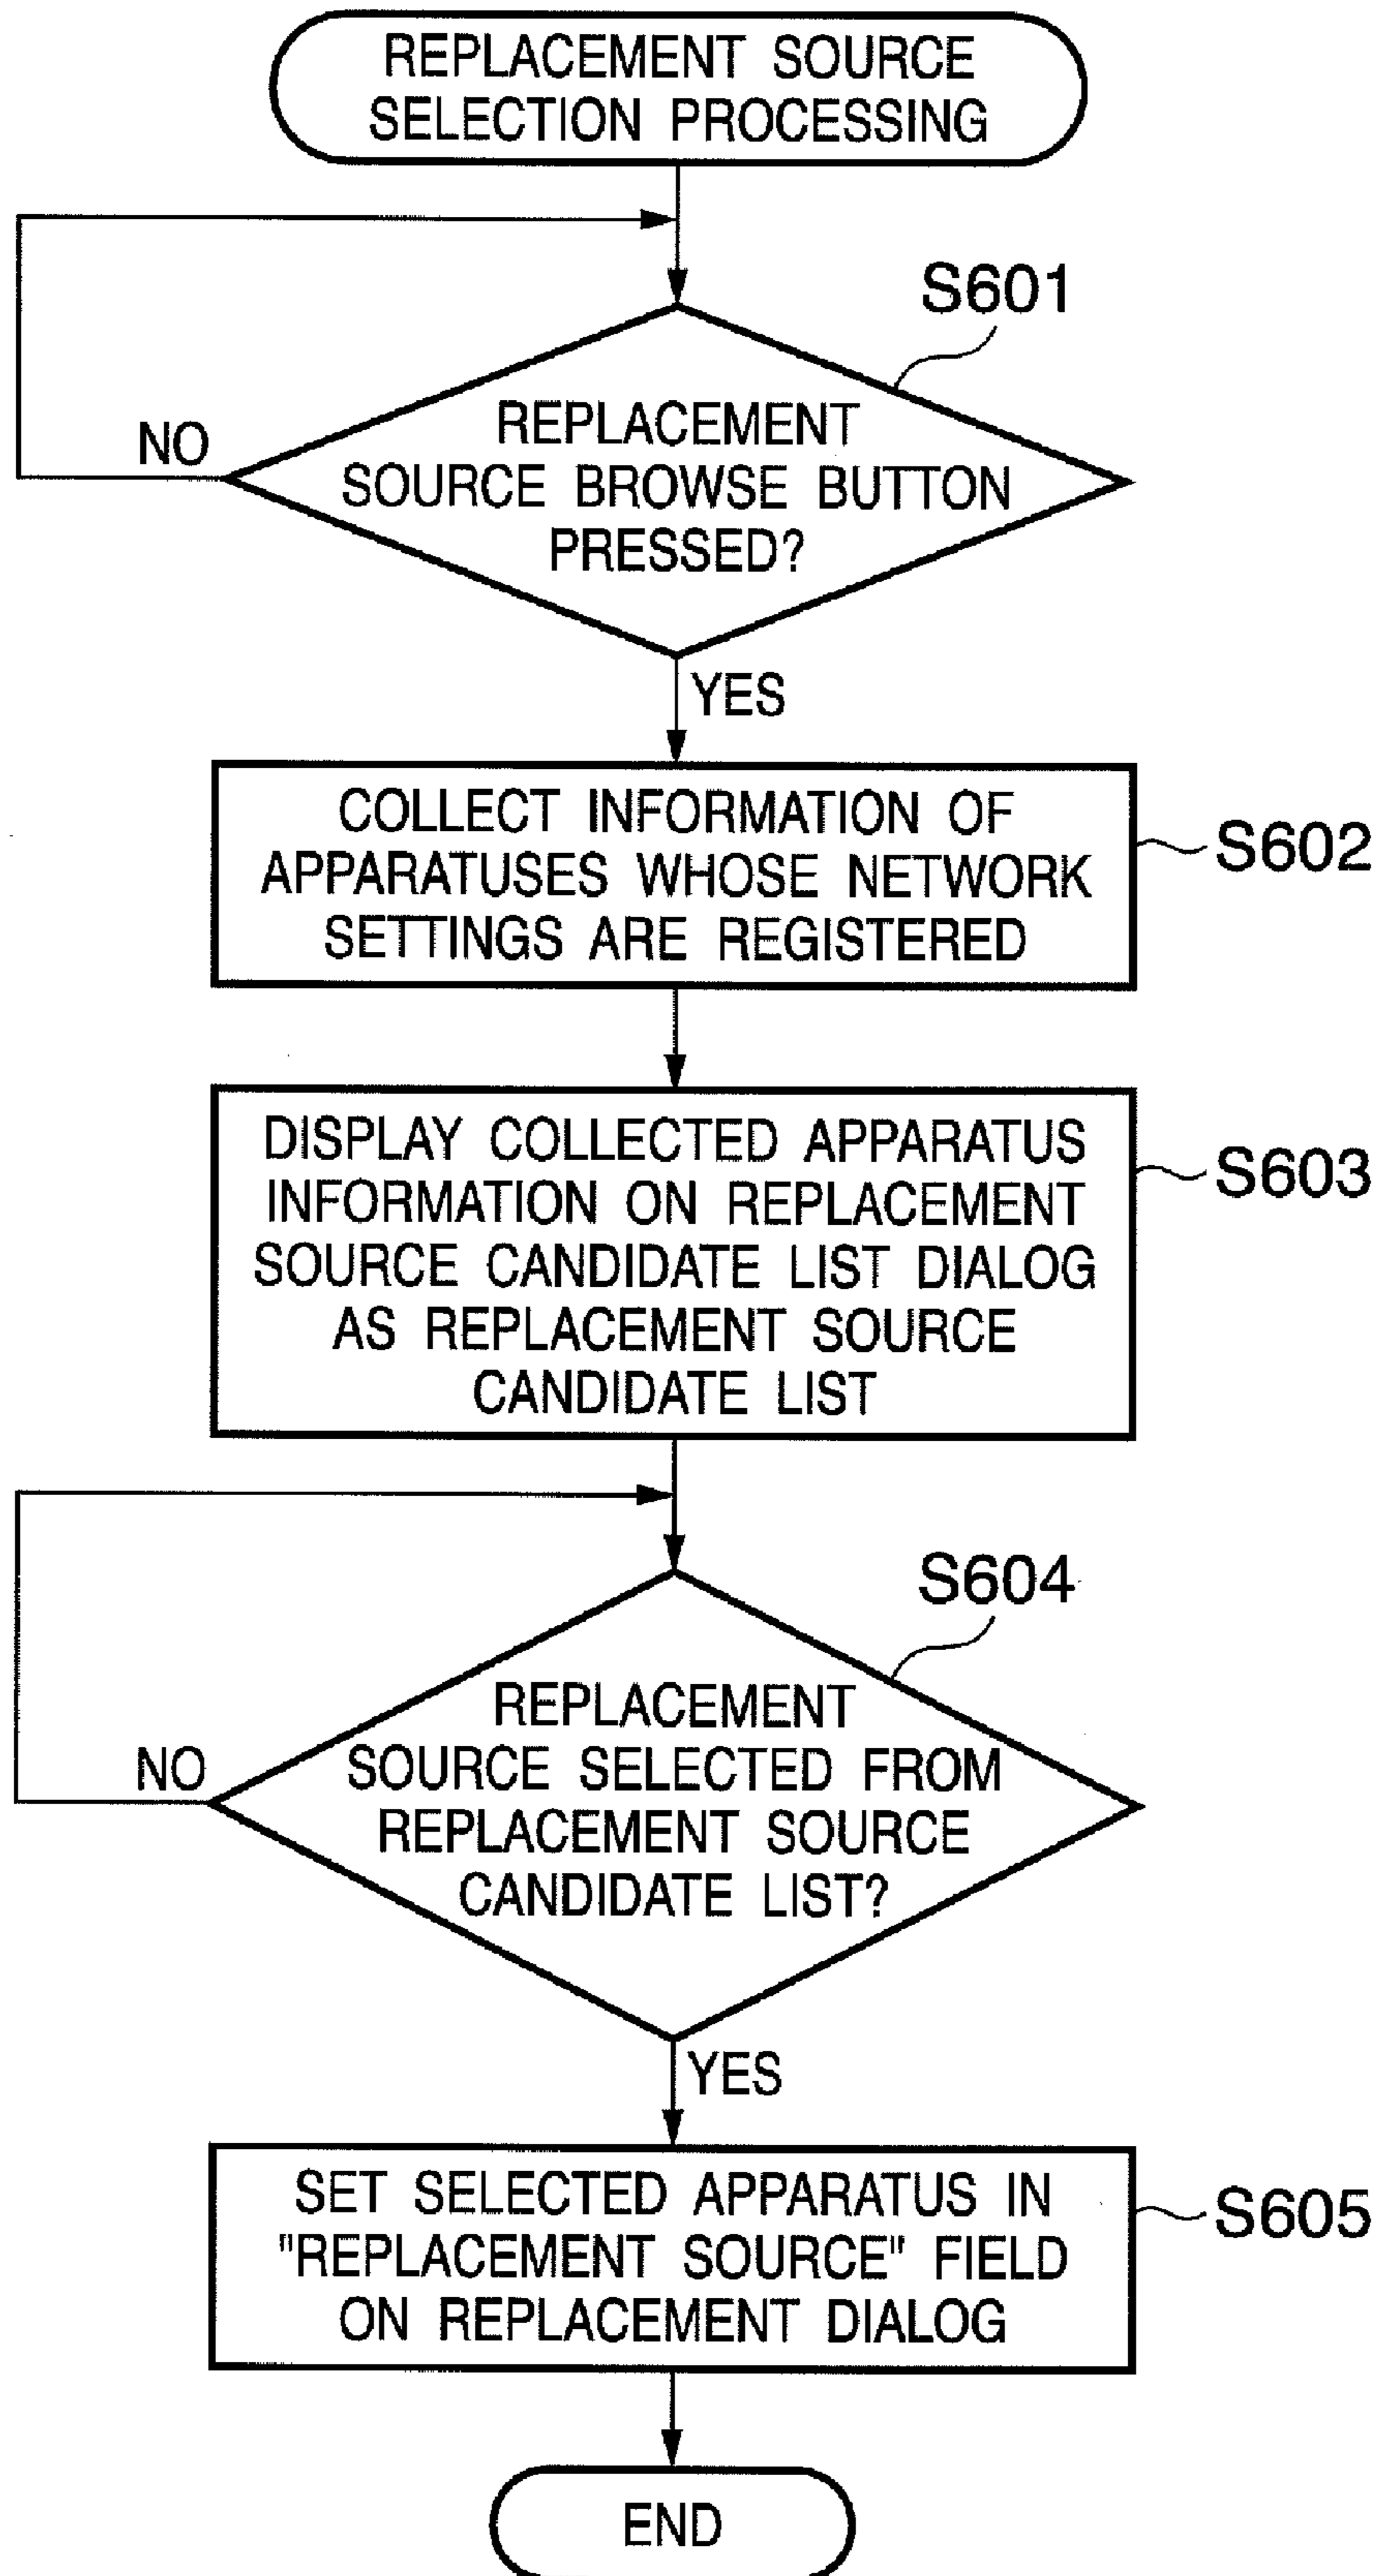 REPLACEMENT SOURCE
SELECTION PROCESSING
S601
REPLACEMENT
SOURCE BROWSE BUTTON
PRESSED?
NO
YES
COLLECT INFORMATION OF
APPARATUSES WHOSE NETWORK
SETTINGS ARE REGISTERED
S602
DISPLAY COLLECTED APPARATUS
INFORMATION ON REPLACEMENT
SOURCE CANDIDATE LIST DIALOG
AS REPLACEMENT SOURCE
CANDIDATE LIST
S603
S604
REPLACEMENT
SOURCE SELECTED FROM
REPLACEMENT SOURCE
CANDIDATE LIST?
NO
YES
SET SELECTED APPARATUS IN
"REPLACEMENT SOURCE" FIELD
ON REPLACEMENT DIALOG
S605
END